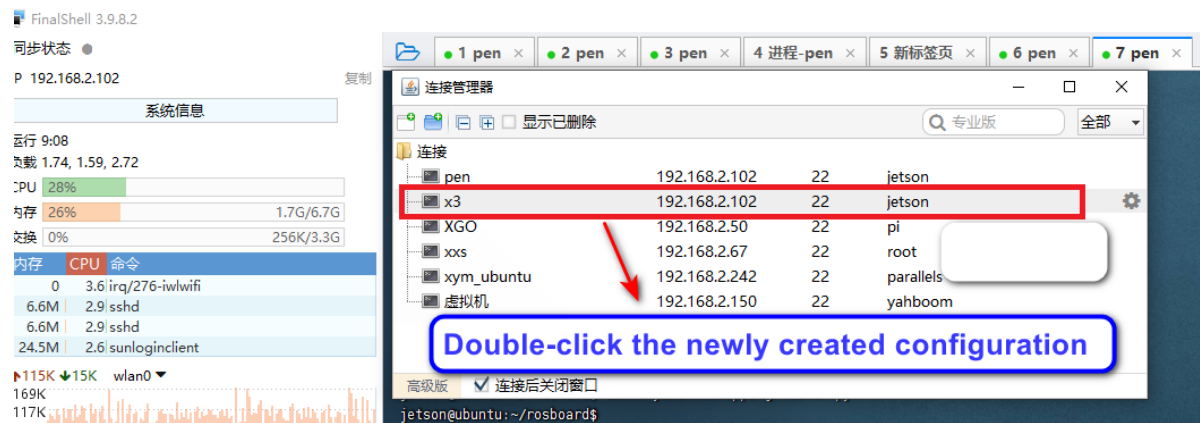 FinalShell 3.9.8.2
同步状态
P 192.168.2.102 复制
系统信息
运行 9:08
负载 1.74, 1.59, 2.72
CPU 28%
内存 26% 1.7G/6.7G
交换 0% 256K/3.3G
内存 CPU 命令
0 3.6 irq/276-iwlwifi
6.6M 2.9 sshd
6.6M 2.9 sshd
24.5M 2.6 sunloginclient
115K 15K wlan0
169K
117K
1 pen × 2 pen × 3 pen × 4 进程-pen × 5 新标签页 × 6 pen × 7 pen ×
连接管理器
显示已删除 专业版 全部
连接
pen 192.168.2.102 22 jetson
x3 192.168.2.102 22 jetson
XGO 192.168.2.50 22 pi
xxs 192.168.2.67 22 root
xym_ubuntu 192.168.2.242 22 parallels
虚拟机 192.168.2.150 22 yahboom
Double-click the newly created configuration
高级版 连接后关闭窗口
jetson@ubuntu:~/rosboard$